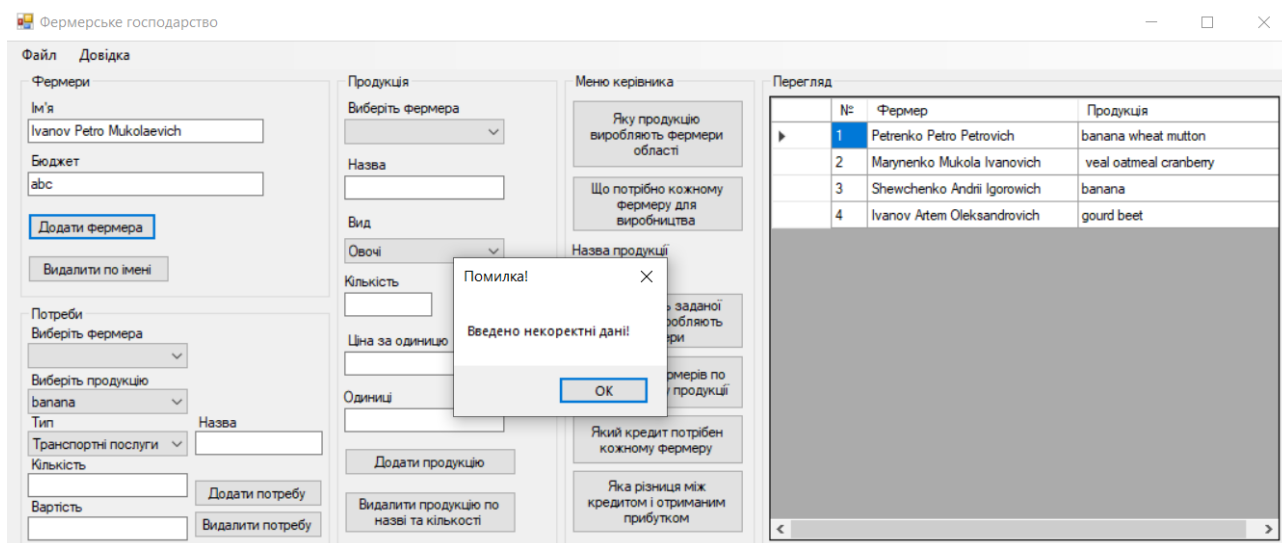 Фермерське господарство
Файл Довідка
Фермери
Ім'я
Ivanov Petro Mukolaevich
Бюджет
abc
Додати фермера
Видалити по імені
Потреби
Виберіть фермера
Виберіть продукцію
banana
Тип
Назва
Транспортні послуги
Кількість
Додати потребу
Вартість
Видалити потребу
Продукція
Виберіть фермера
Назва
Вид
Овочі
Кількість
Ціна за одиницю
Одиниці
Додати продукцію
Видалити продукцію по
назві та кількості
Меню керівника
Яку продукцію
виробляють фермери
області
Що потрібно кожному
фермеру для
виробництва
Назва продукції
заданої
Який кредит потрібен
кожному фермеру
Яка різниця між
кредитом і отриманим
прибутком
продукції
Помилка!
Введено некоректні дані!
OK
Перегляд
№ Фермер Продукція
1 Petrenko Petro Petrovich banana wheat mutton
2 Marynenko Mukola Ivanovich veal oatmeal cranberry
3 Shewchenko Andrii Igorowich banana
4 Ivanov Artem Oleksandrovich gourd beet